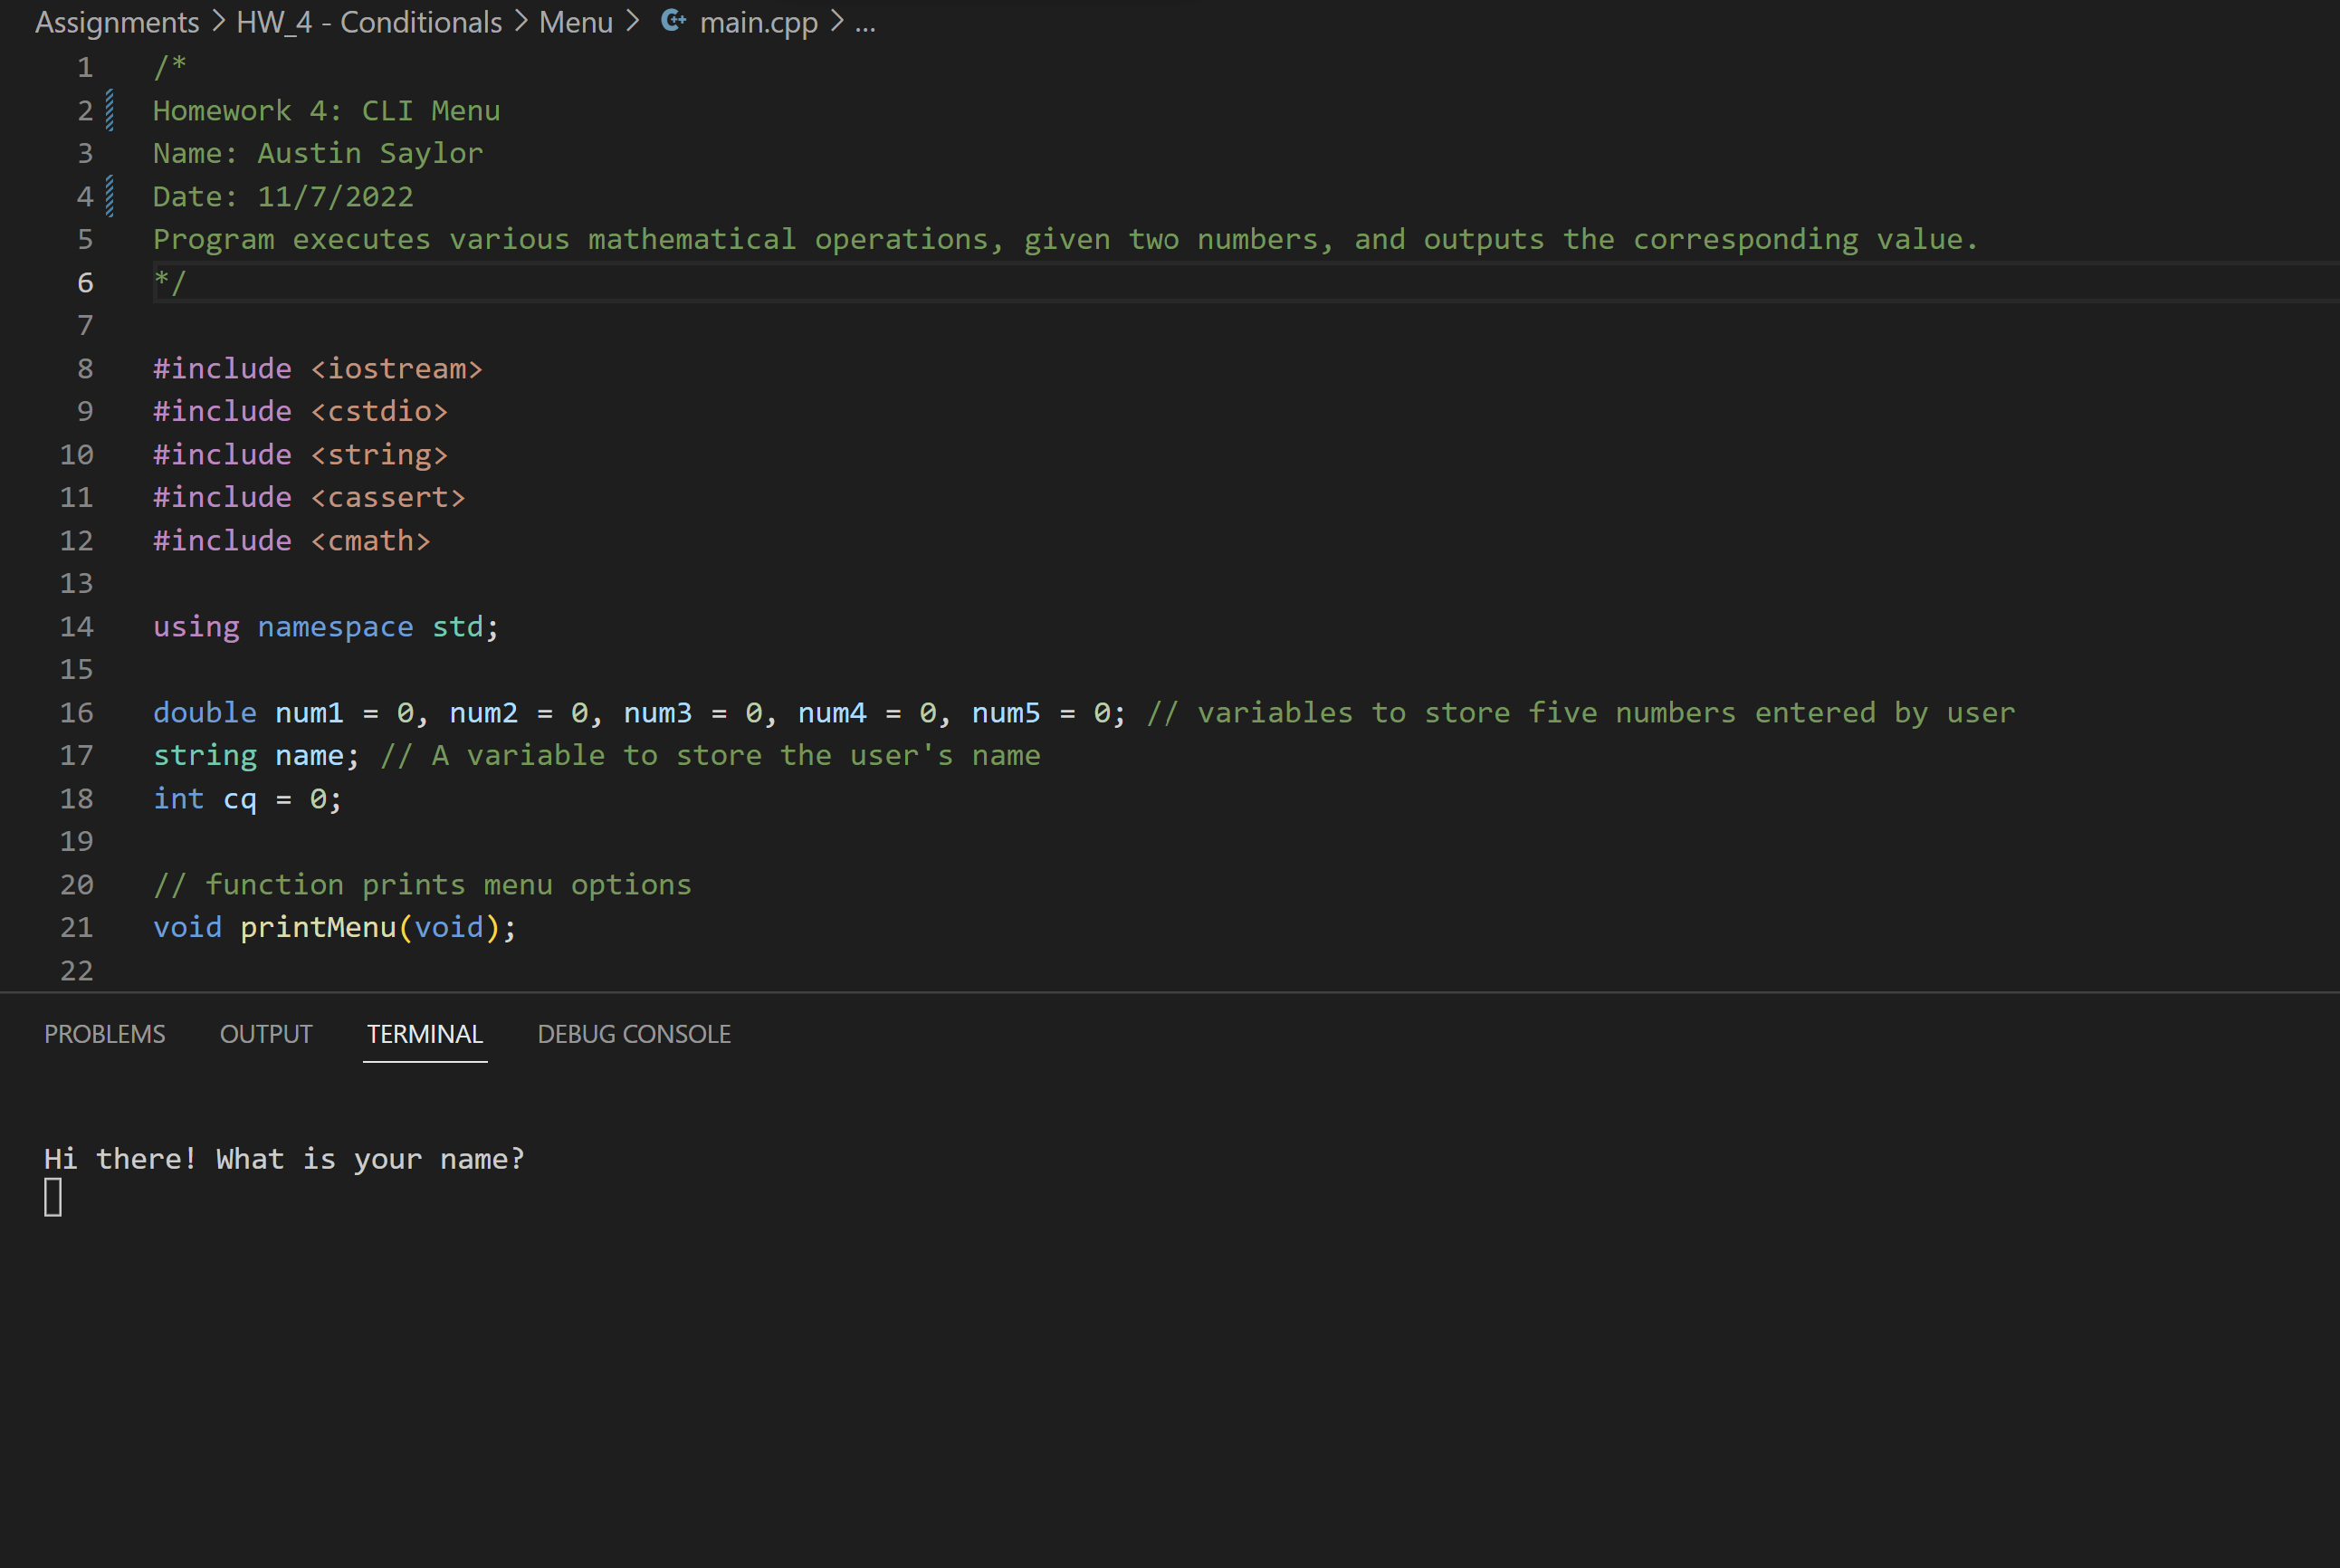 Assignments > HW_4 - Conditionals > Menu > main.cpp > ...
1 /*
2 Homework 4: CLI Menu
3 Name: Austin Saylor
4 Date: 11/7/2022
5 Program executes various mathematical operations, given two numbers, and outputs the corresponding value.
6 */
7
8 #include <iostream>
9 #include <cstdio>
10 #include <string>
11 #include <cassert>
12 #include <cmath>
13
14 using namespace std;
15
16 double num1 = 0, num2 = 0, num3 = 0, num4 = 0, num5 = 0; // variables to store five numbers entered by user
17 string name; // A variable to store the user's name
18 int cq = 0;
19
20 // function prints menu options
21 void printMenu(void);
22
PROBLEMS OUTPUT TERMINAL DEBUG CONSOLE
Hi there! What is your name?